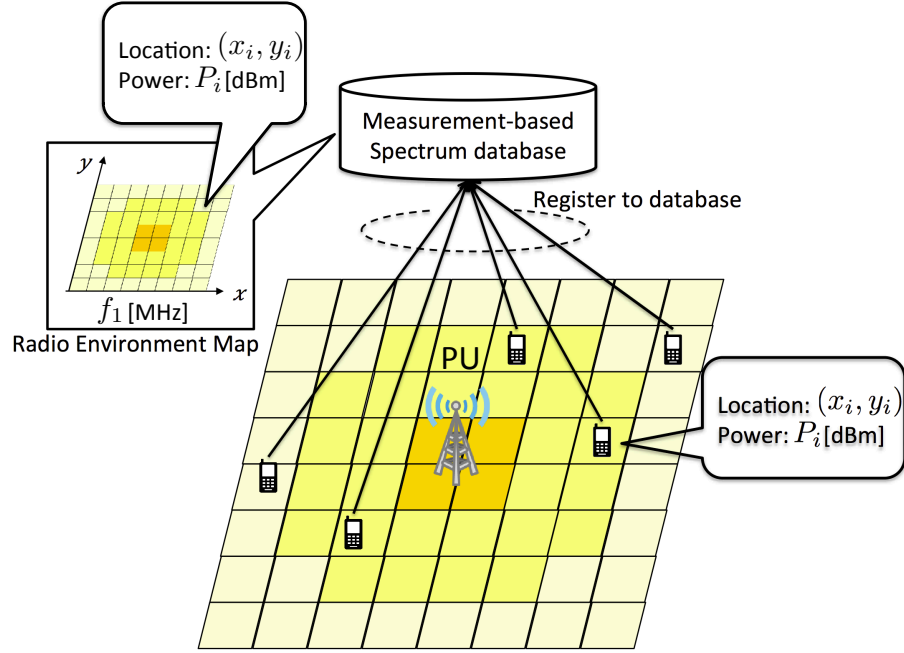 Location: (x_i, y_i)
Power: P_i [dBm]
Measurement-based
Spectrum database
y
x
f_1 [MHz]
Radio Environment Map
Register to database
PU
Location: (x_i, y_i)
Power: P_i [dBm]